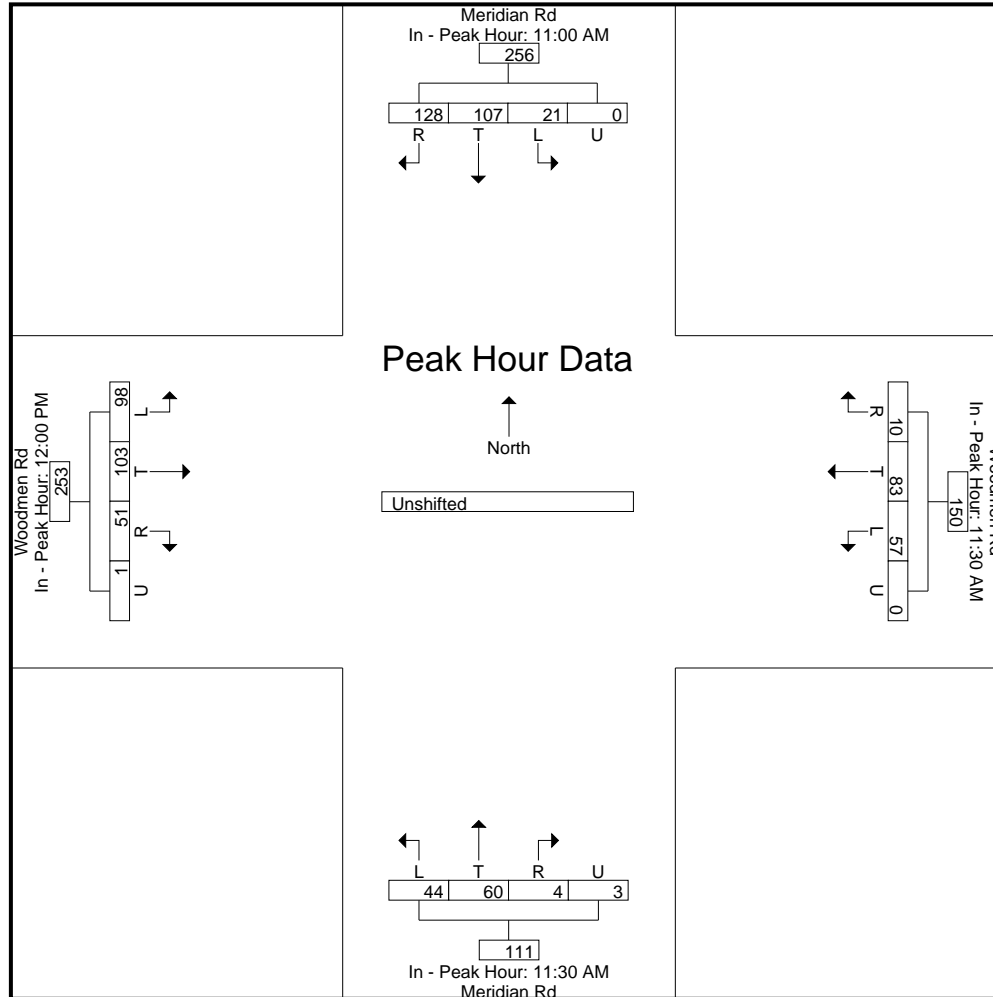 Meridian Rd
In - Peak Hour: 11:00 AM
256
128 107 21 0
R T L U
Peak Hour Data
North
Unshifted
Woodmen Rd
In - Peak Hour: 12:00 PM
253
98 103 51 1
L T R U
Woodmen Rd
In - Peak Hour: 11:30 AM
150
10 83 57 0
R T L U
L T R U
44 60 4 3
111
In - Peak Hour: 11:30 AM
Meridian Rd